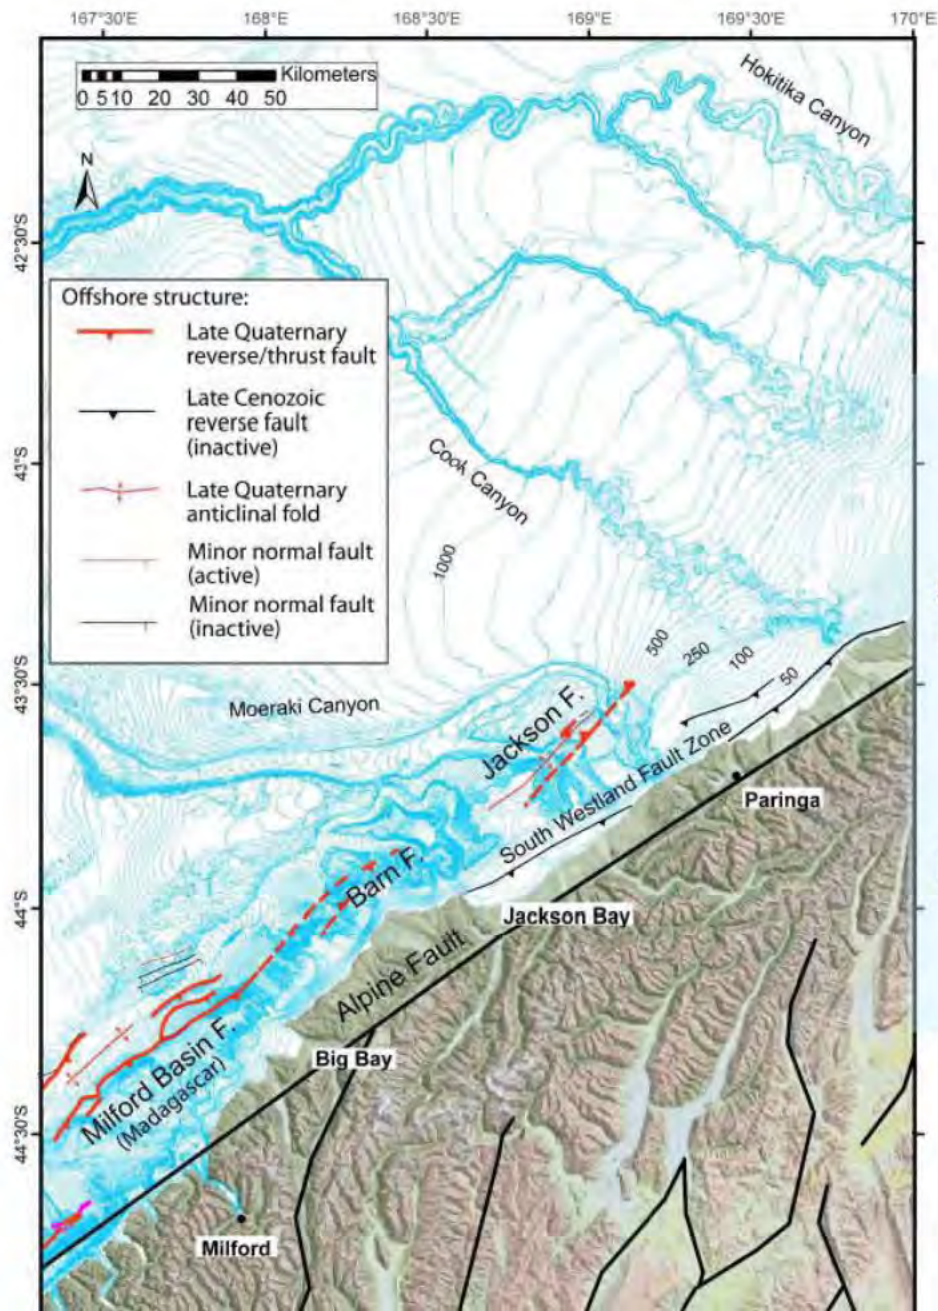 167°30'E
168°E
168°30'E
169°E
169°30'E
170°E
Kilometers
0 5 10 20 30 40 50
N
Hokitika Canyon
42°30'S
Offshore structure:
Late Quaternary
reverse/thrust fault
Late Cenozoic
reverse fault
(inactive)
Late Quaternary
anticlinal fold
Minor normal fault
(active)
Minor normal fault
(inactive)
Cook Canyon
1000
500
250
100
50
43°30'S
Moeraki Canyon
Jackson F.
South Westland Fault Zone
Paringa
Barn F.
44°S
Jackson Bay
Alpine Fault
Big Bay
Milford Basin F.
(Madagascar)
44°30'S
Milford